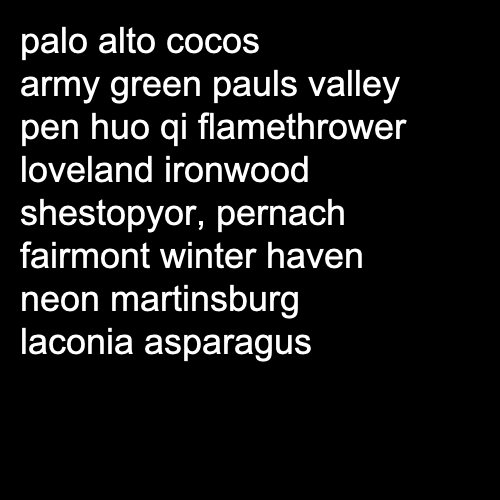 palo alto cocos
army green pauls valley
pen huo qi flamethrower
loveland ironwood
shestopyor, pernach
fairmont winter haven
neon martinsburg
laconia asparagus